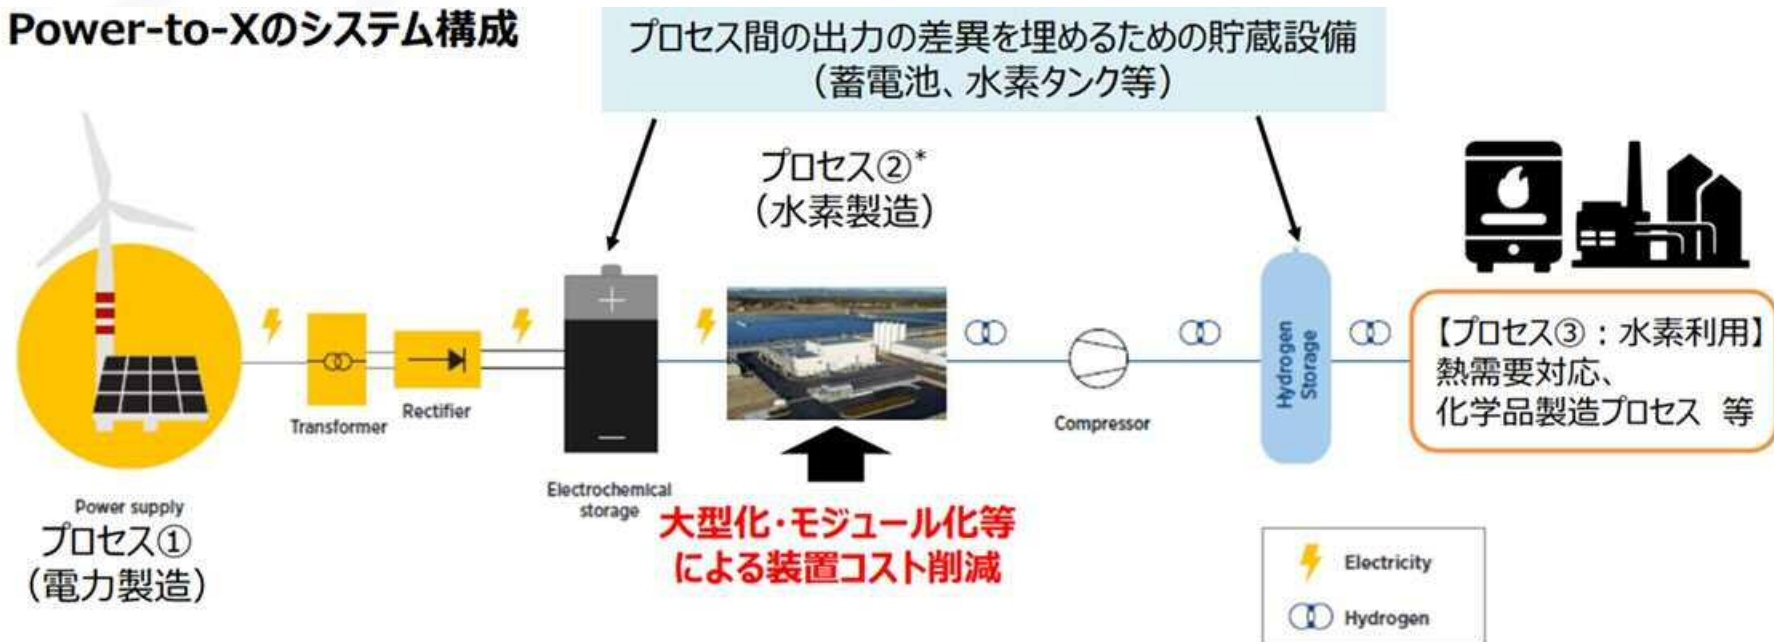 Power-to-Xのシステム構成
プロセス間の出力の差異を埋めるための貯蔵設備
（蓄電池、水素タンク等）
プロセス②*
（水素製造）
Transformer
Rectifier
Electrochemical
storage
Compressor
Hydrogen
Storage
【プロセス③：水素利用】
熱需要対応、
化学品製造プロセス 等
Power supply
プロセス①
（電力製造）
大型化・モジュール化等
による装置コスト削減
Electricity
Hydrogen